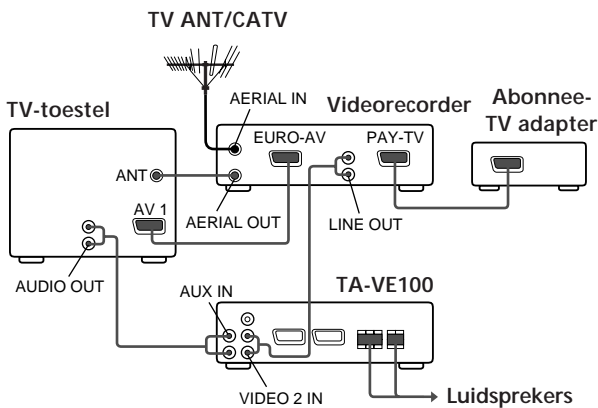 TV ANT/CATV
TV-toestel
AERIAL IN
Videorecorder
Abonnee-
TV adapter
EURO-AV
PAY-TV
ANT
AV 1
AERIAL OUT
LINE OUT
AUDIO OUT
AUX IN
TA-VE100
VIDEO 2 IN
Luidsprekers